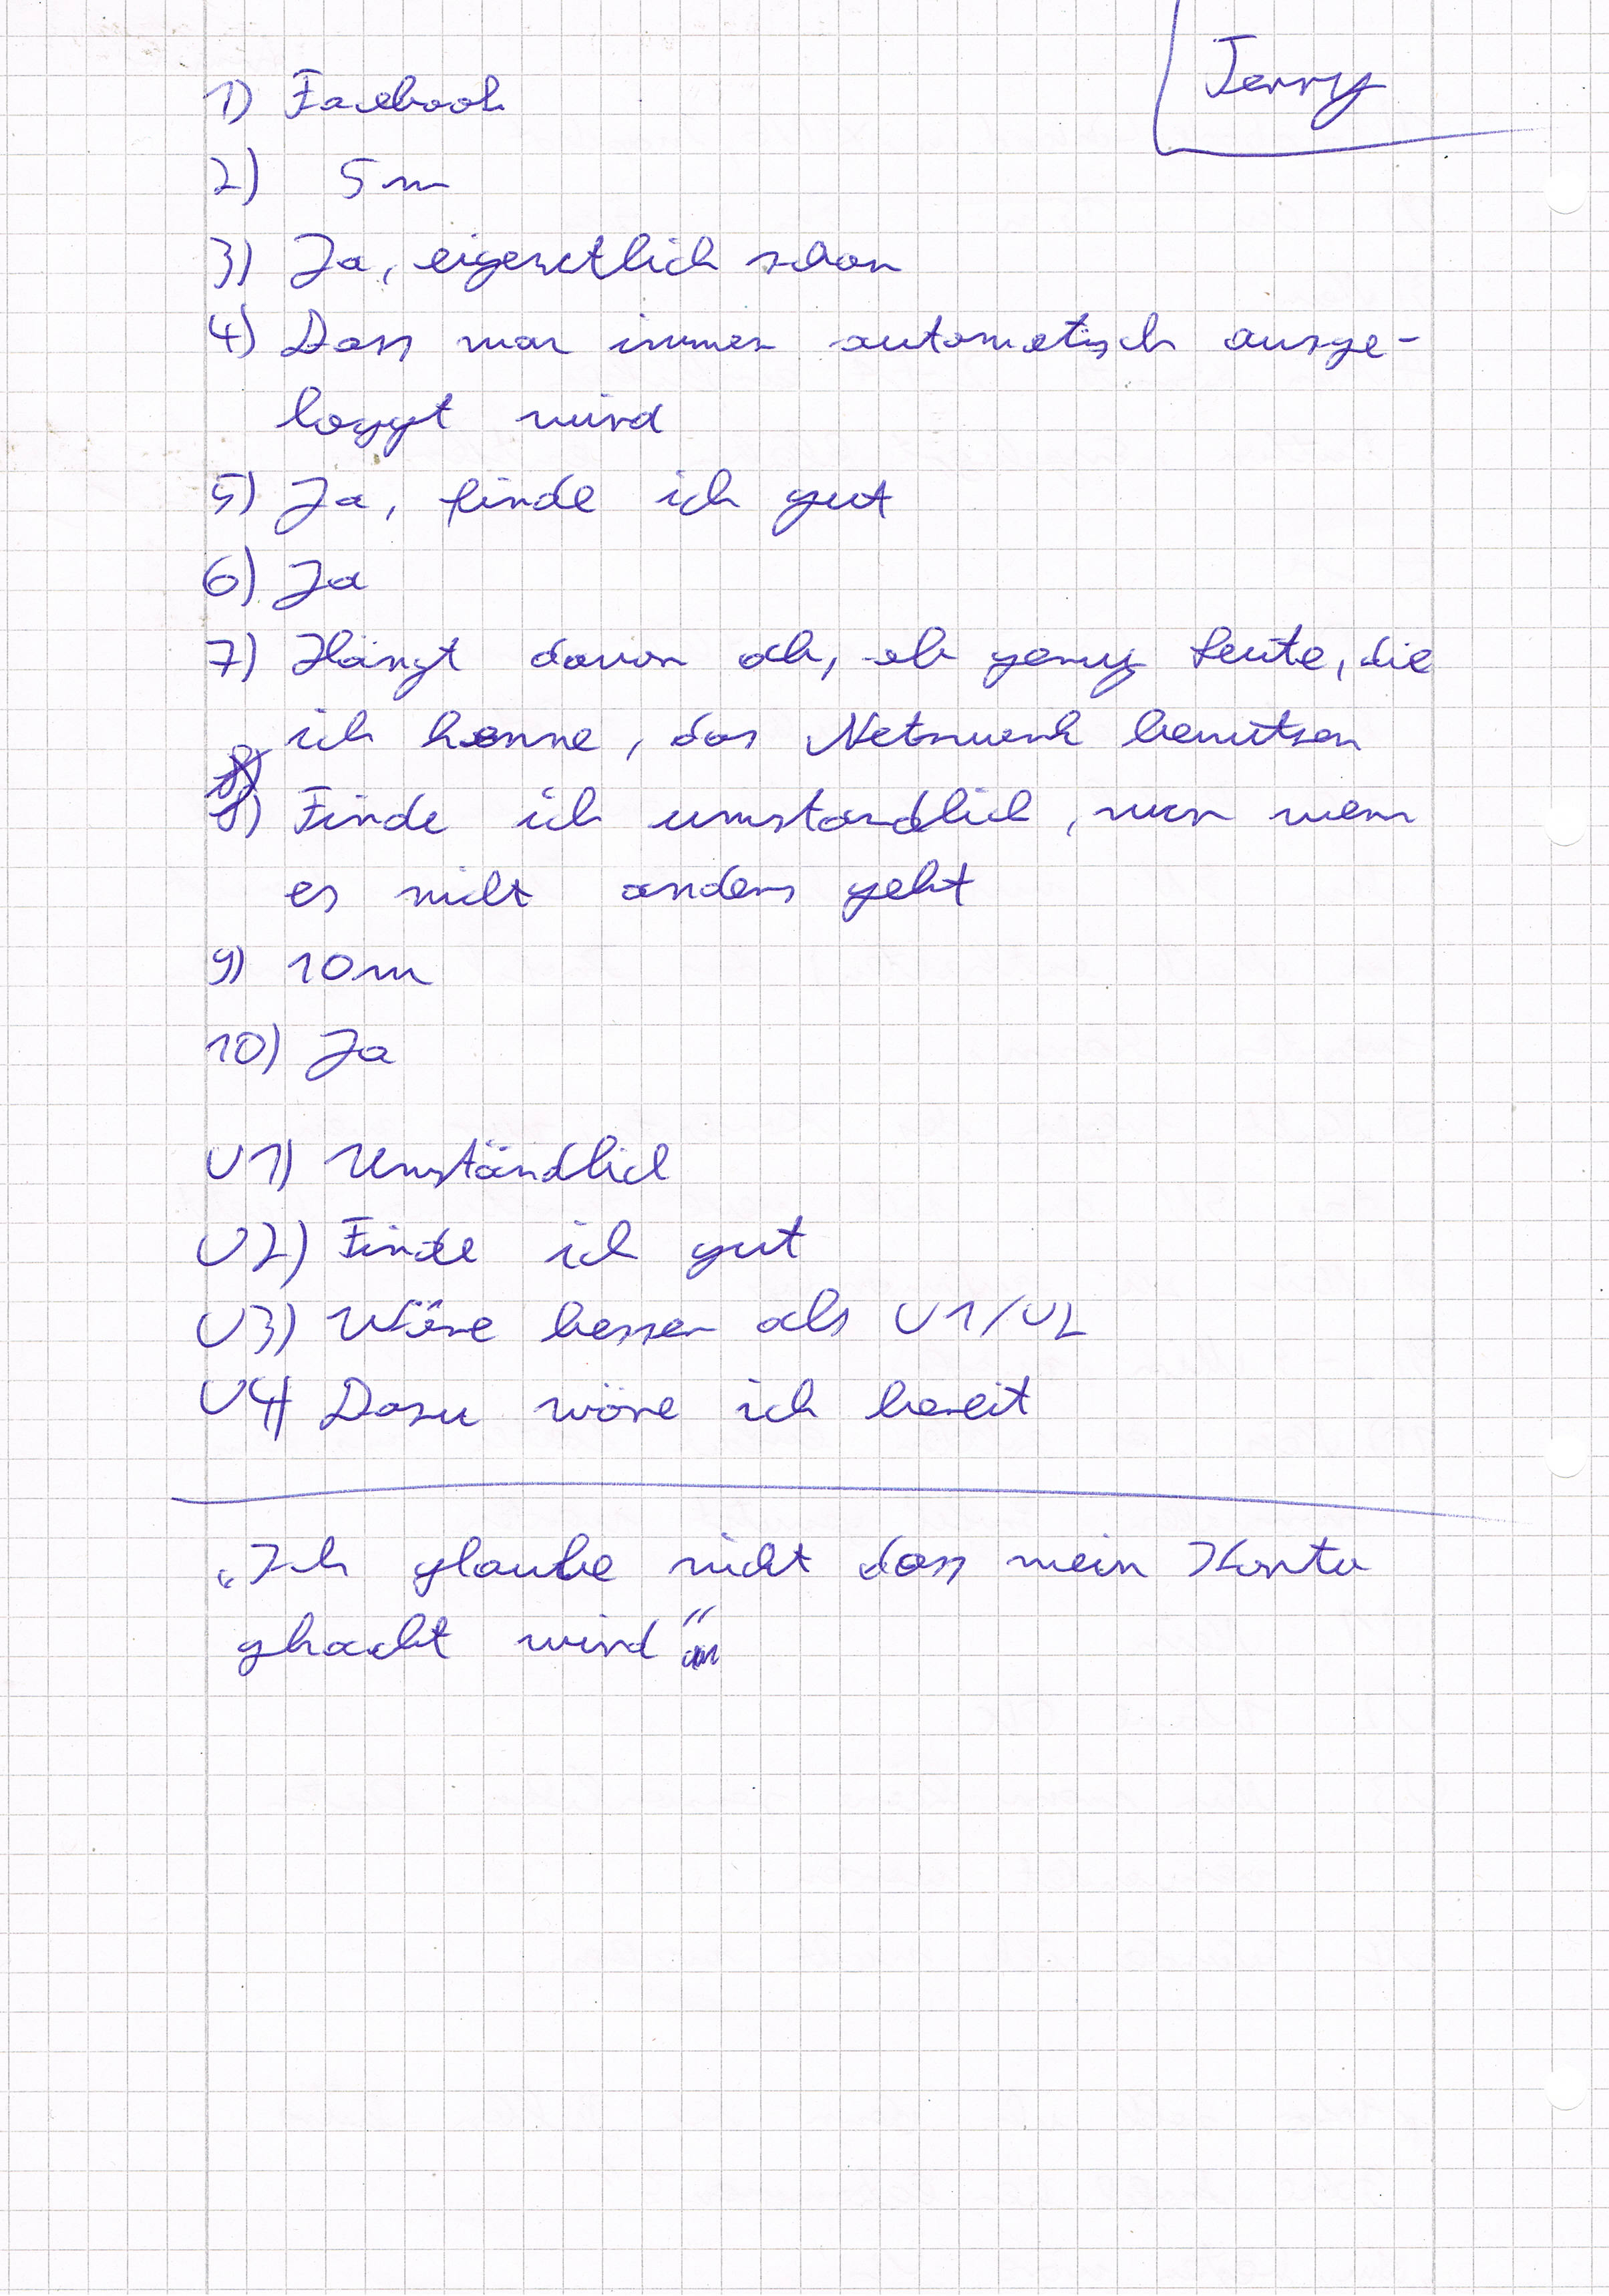 Jerry
1) Facebook
2) 5m
3) Ja, eigentlich schon
4) Dass man immer automatisch ausge-
loggt wird
5) Ja, finde ich gut
6) Ja
7) Hängt davon ab, ob genug Leute, die
ich kenne, das Netzwerk benutzen
8) Finde ich umständlich, nur wenn
es nicht anders geht
9) 10m
10) Ja
U1) Umständlich
U2) Finde ich gut
U3) Wäre besser als U1/U2
U4) Dazu wäre ich bereit
„Ich glaube nicht dass mein Konto
ghackt wird“